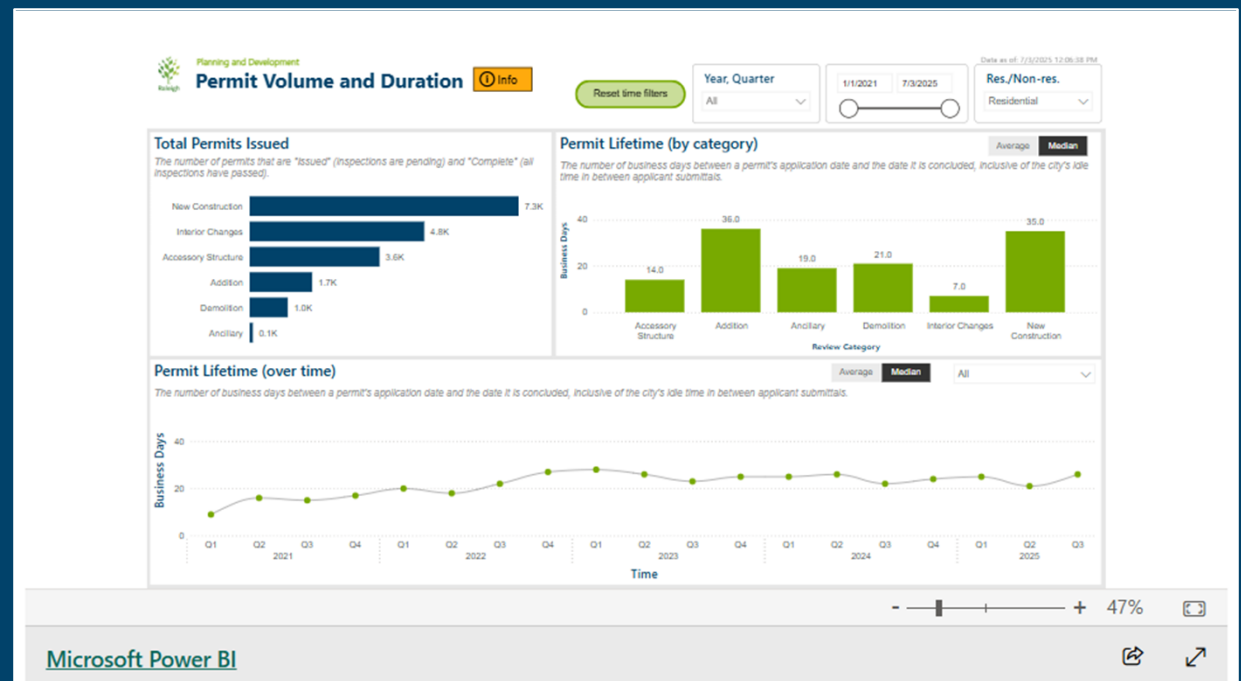 Planning and Development
Permit Volume and Duration
Info
Raleigh
Reset time filters
Year, Quarter
All
1/1/2021 7/3/2025
Data as of: 7/3/2025 12:06:38 PM
Res./Non-res.
Residential
Total Permits Issued
The number of permits that are "Issued" (inspections are pending) and "Complete" (all
inspections have passed).
New Construction 7.3K
Interior Changes 4.8K
Accessory Structure 3.6K
Addition 1.7K
Demolition 1.0K
Ancillary 0.1K
Permit Lifetime (by category)
Average Median
The number of business days between a permit's application date and the date it is concluded, inclusive of the city's idle
time in between applicant submittals.
Business Days
40
20
0
14.0 36.0 19.0 21.0 7.0 35.0
Accessory Structure Addition Ancillary Demolition Interior Changes New Construction
Review Category
Permit Lifetime (over time)
Average Median All
The number of business days between a permit's application date and the date it is concluded, inclusive of the city's idle time in between applicant submittals.
Business Days
40
20
0
Q1 Q2 Q3 Q4 Q1 Q2 Q3 Q4 Q1 Q2 Q3 Q4 Q1 Q2 Q3 Q4 Q1 Q2 Q3
2021 2022 2023 2024 2025
Time
- + 47%
Microsoft Power BI